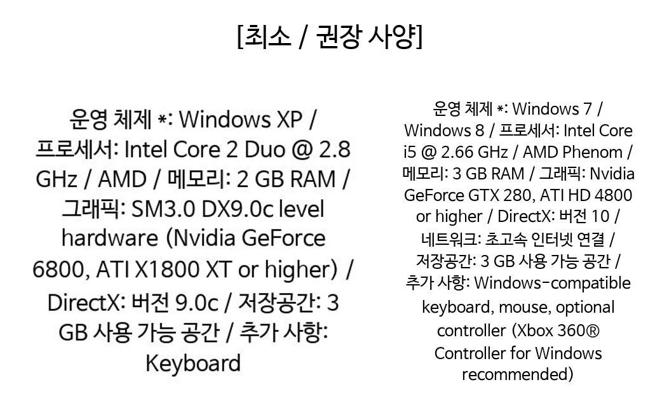 [최소 / 권장 사양]
운영 체제 *: Windows XP /
프로세서: Intel Core 2 Duo @ 2.8
GHz / AMD / 메모리: 2 GB RAM /
그래픽: SM3.0 DX9.0c level
hardware (Nvidia GeForce
6800, ATI X1800 XT or higher) /
DirectX: 버전 9.0c / 저장공간: 3
GB 사용 가능 공간 / 추가 사항:
Keyboard
운영 체제 *: Windows 7 /
Windows 8 / 프로세서: Intel Core
i5 @ 2.66 GHz / AMD Phenom /
메모리: 3 GB RAM / 그래픽: Nvidia
GeForce GTX 280, ATI HD 4800
or higher / DirectX: 버전 10 /
네트워크: 초고속 인터넷 연결 /
저장공간: 3 GB 사용 가능 공간 /
추가 사항: Windows-compatible
keyboard, mouse, optional
controller (Xbox 360®
Controller for Windows
recommended)